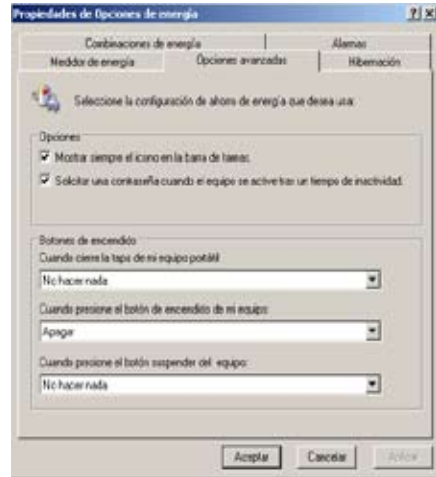 Propiedades de Opciones de energía
Combinaciones de energía Alarmas
Medidor de energía Opciones avanzadas Hibernación
Seleccione la configuración de ahorro de energía que desea usar.
Opciones
Mostrar siempre el icono en la barra de tareas.
Solicitar una contraseña cuando el equipo se active tras un tiempo de inactividad.
Botones de encendido
Cuando cierre la tapa de mi equipo portátil
No hacer nada
Cuando presione el botón de encendido de mi equipo:
Apagar
Cuando presione el botón suspender del equipo:
No hacer nada
Aceptar Cancelar Aplicar